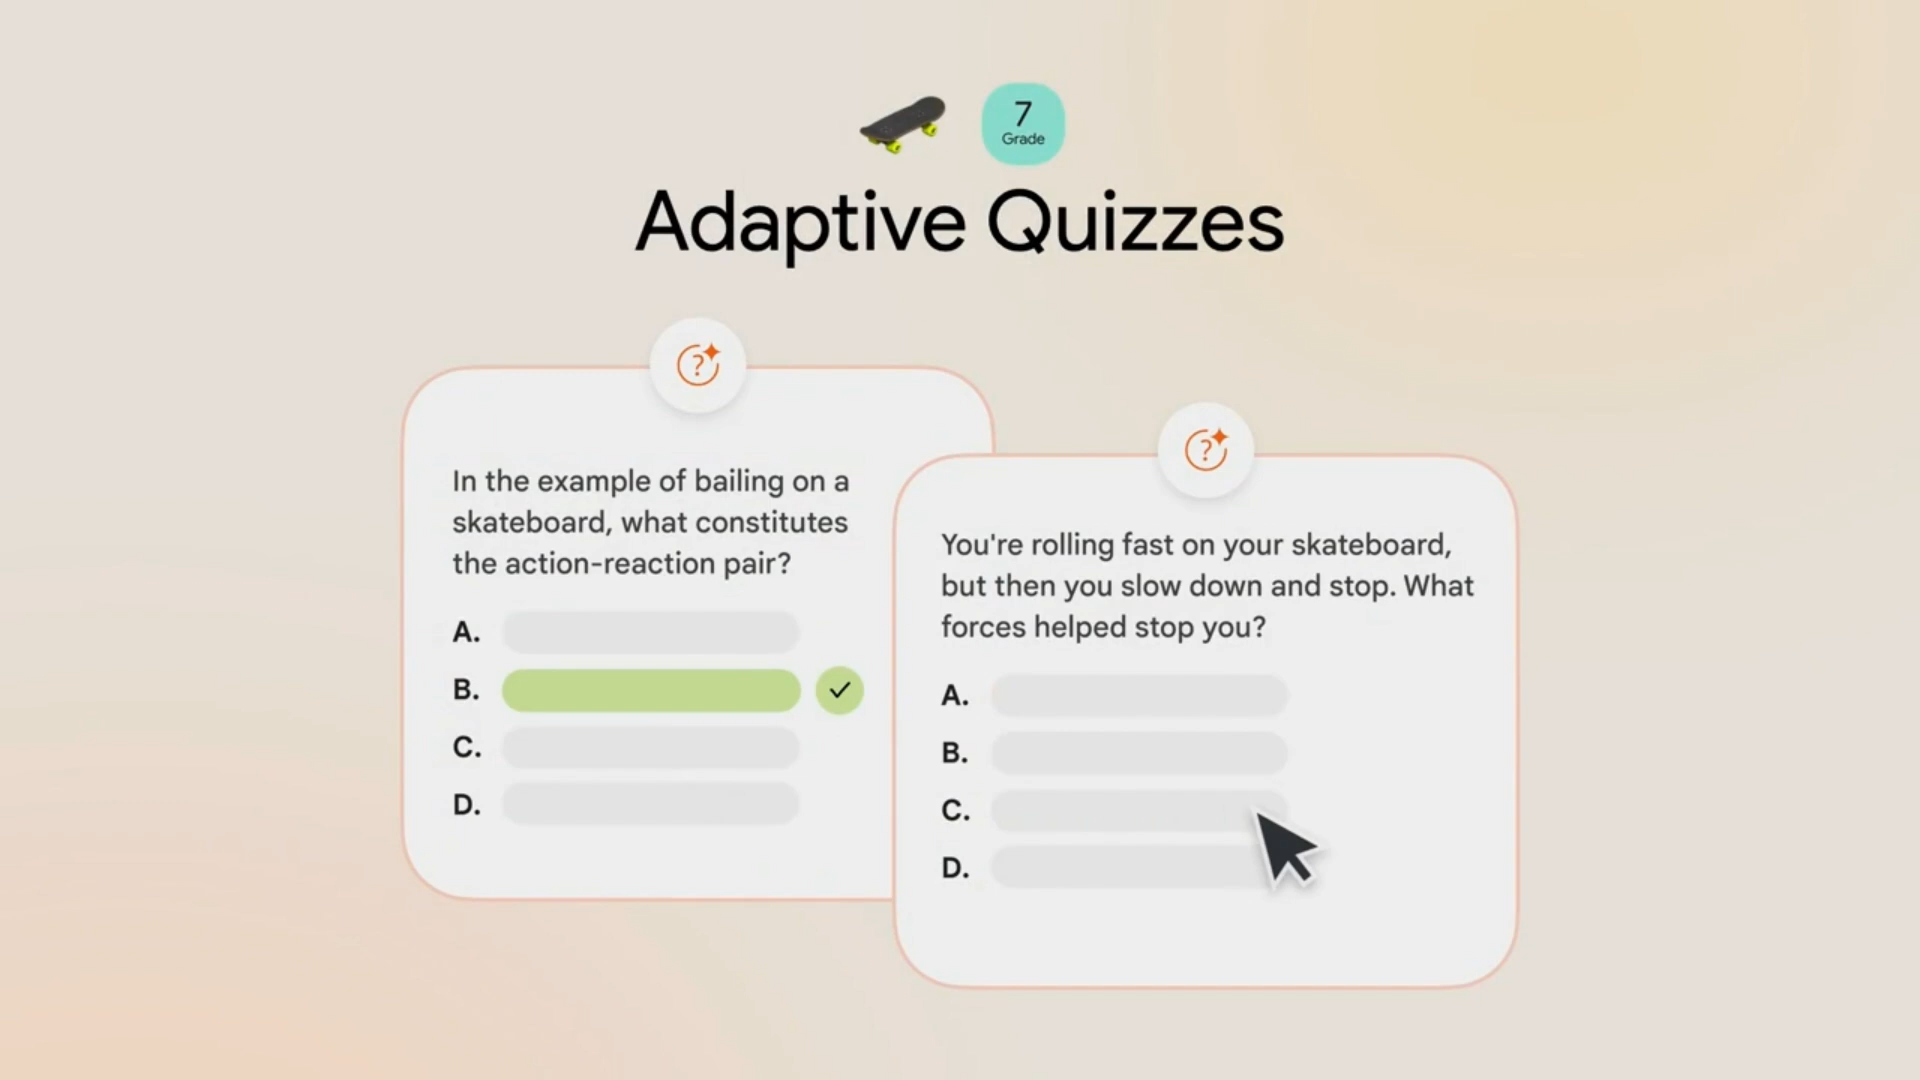 7
Grade
Adaptive Quizzes
?
In the example of bailing on a
skateboard, what constitutes
the action-reaction pair?
A.
B.
C.
D.
?
You're rolling fast on your skateboard,
but then you slow down and stop. What
forces helped stop you?
A.
B.
C.
D.